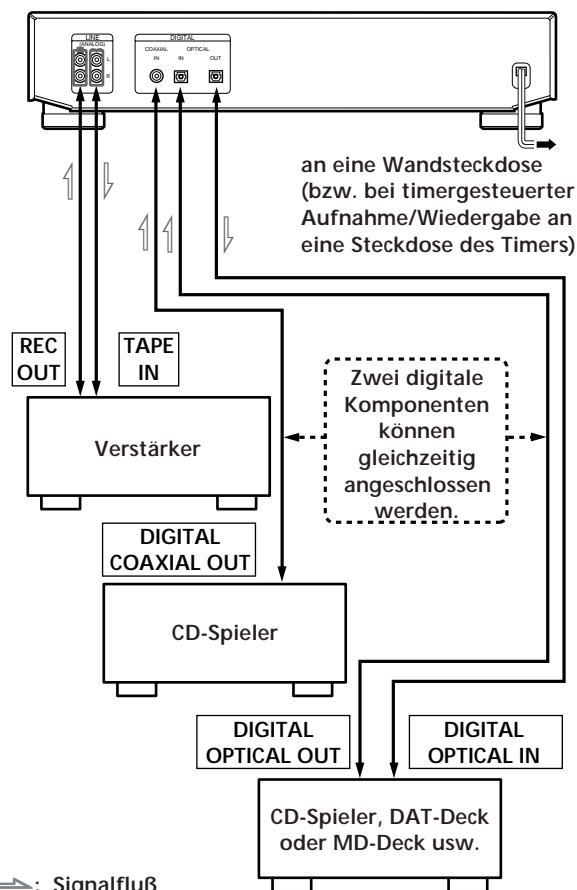 LINE
(ANALOG)
L
R
DIGITAL
COAXIAL
OPTICAL
IN
IN
OUT
an eine Wandsteckdose
(bzw. bei timergesteuerter
Aufnahme/Wiedergabe an
eine Steckdose des Timers)
REC
OUT
TAPE
IN
Verstärker
Zwei digitale
Komponenten
können
gleichzeitig
angeschlossen
werden.
DIGITAL
COAXIAL OUT
CD-Spieler
DIGITAL
OPTICAL OUT
DIGITAL
OPTICAL IN
CD-Spieler, DAT-Deck
oder MD-Deck usw.
: Signalfluß